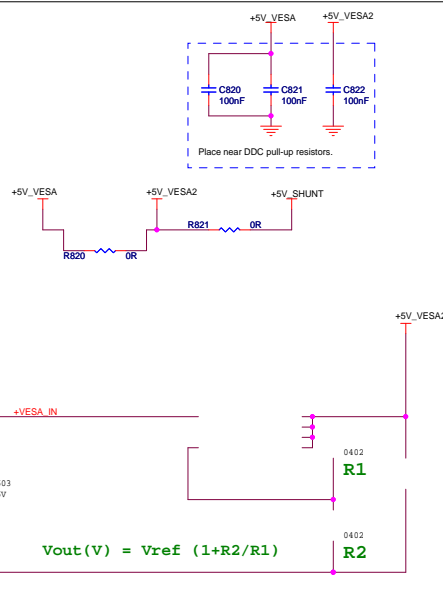 +5V_VESA
+5V_VESA2
C820
100nF
C821
100nF
C822
100nF
Place near DDC pull-up resistors.
+5V_VESA
+5V_VESA2
+5V_SHUNT
R821
0R
R820
0R
+5V_VESA2
+VESA_IN
0402
R1
0402
R2
Vout(V) = Vref (1+R2/R1)